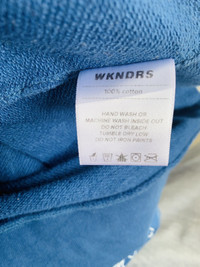 WKNDRS
100% cotton
HAND WASH OR
MACHINE WASH INSIDE OUT
DO NOT BLEACH
TUMBLE DRY LOW
DO NOT IRON PRINTS